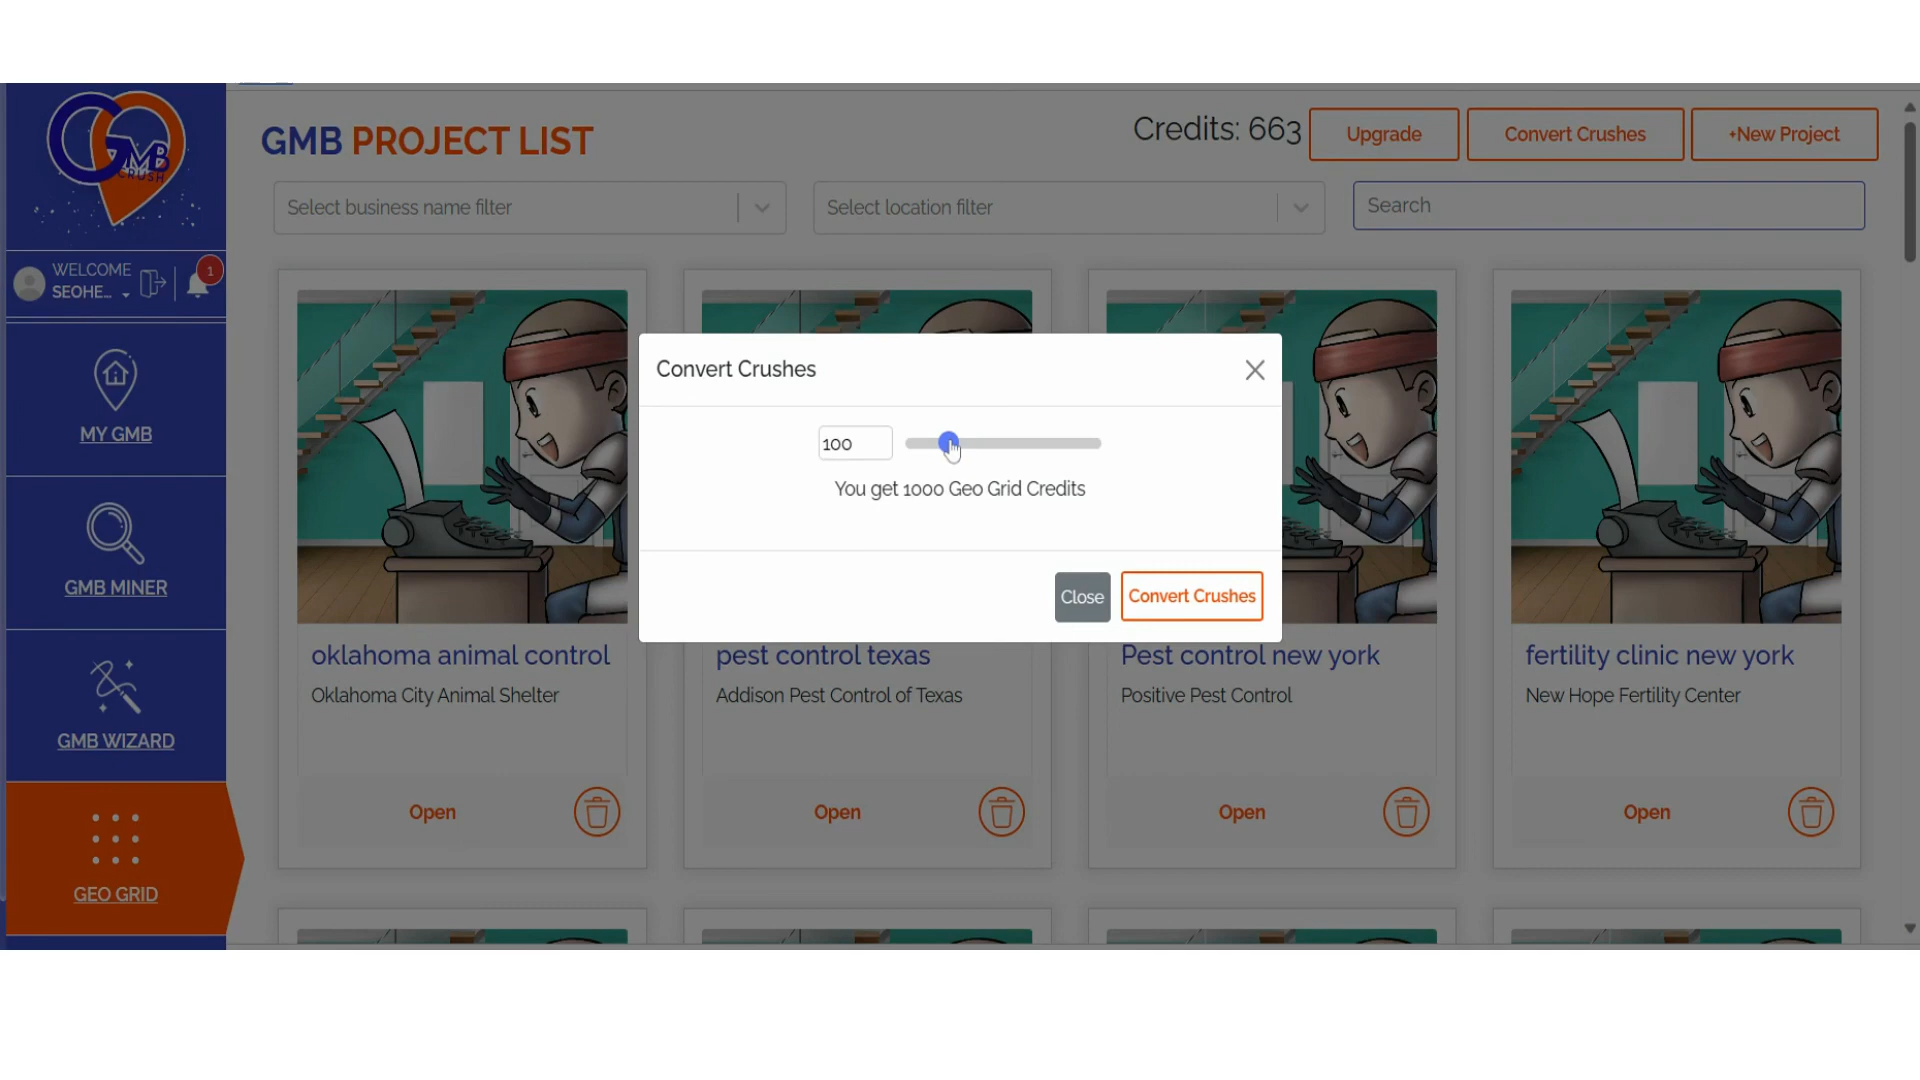 GMB
CRUSH
GMB PROJECT LIST
Credits: 663
Upgrade
Convert Crushes
+New Project
Select business name filter
Select location filter
Search
WELCOME
SEOHE...
1
MY GMB
GMB MINER
GMB WIZARD
GEO GRID
Convert Crushes
100
You get 1000 Geo Grid Credits
Close
Convert Crushes
oklahoma animal control
Oklahoma City Animal Shelter
Open
pest control texas
Addison Pest Control of Texas
Open
Pest control new york
Positive Pest Control
Open
fertility clinic new york
New Hope Fertility Center
Open